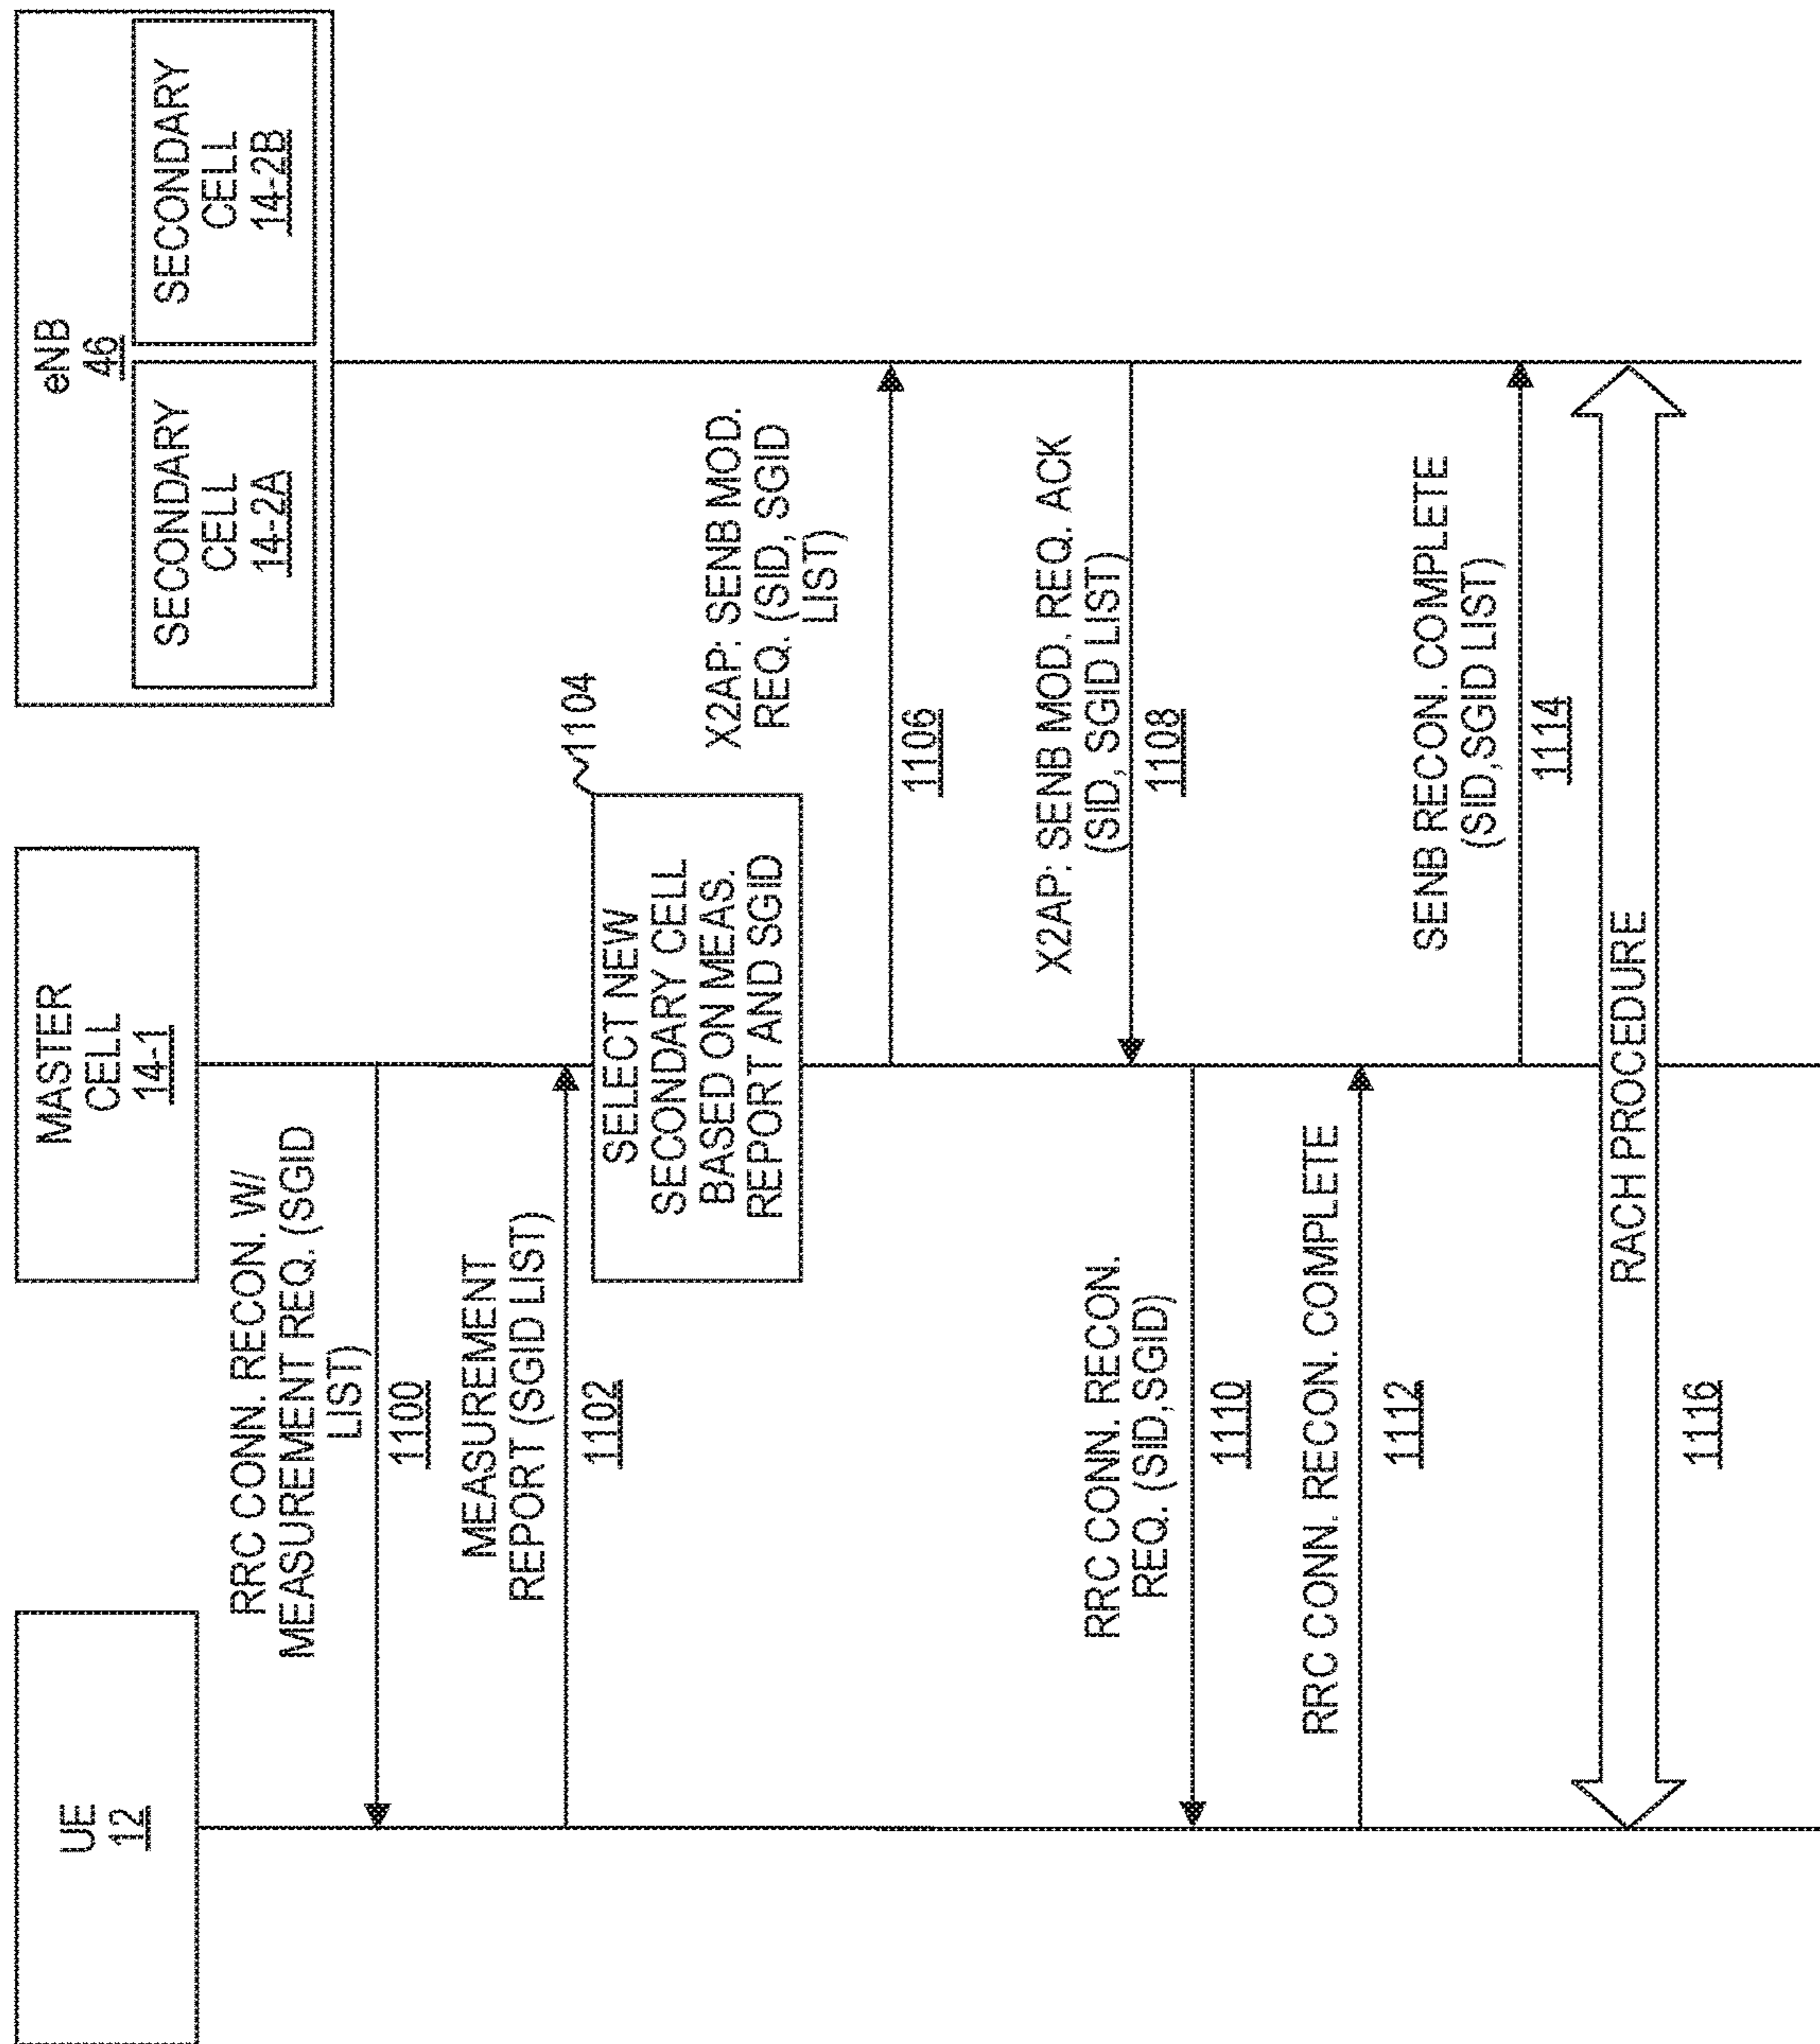 UE
12
MASTER
CELL
14-1
eNB
46
SECONDARY
CELL
14-2A
SECONDARY
CELL
14-2B
RRC CONN. RECON. W/
MEASUREMENT REQ. (SGID
LIST)
1100
MEASUREMENT
REPORT (SGID LIST)
1102
1104
SELECT NEW
SECONDARY CELL
BASED ON MEAS.
REPORT AND SGID
X2AP: SENB MOD.
REQ. (SID, SGID
LIST)
1106
X2AP: SENB MOD. REQ. ACK
(SID, SGID LIST)
1108
RRC CONN. RECON.
REQ. (SID,SGID)
1110
RRC CONN. RECON. COMPLETE
1112
SENB RECON. COMPLETE
(SID,SGID LIST)
1114
RACH PROCEDURE
1116